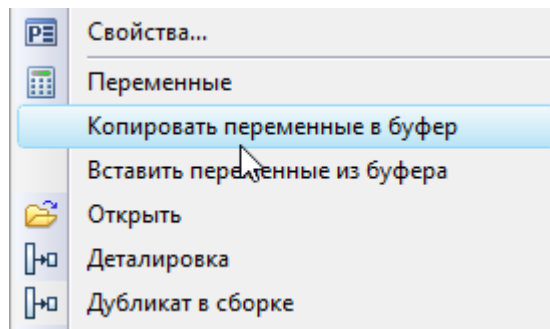 Свойства...
Переменные
Копировать переменные в буфер
Вставить переменные из буфера
Открыть
Деталировка
Дубликат в сборке